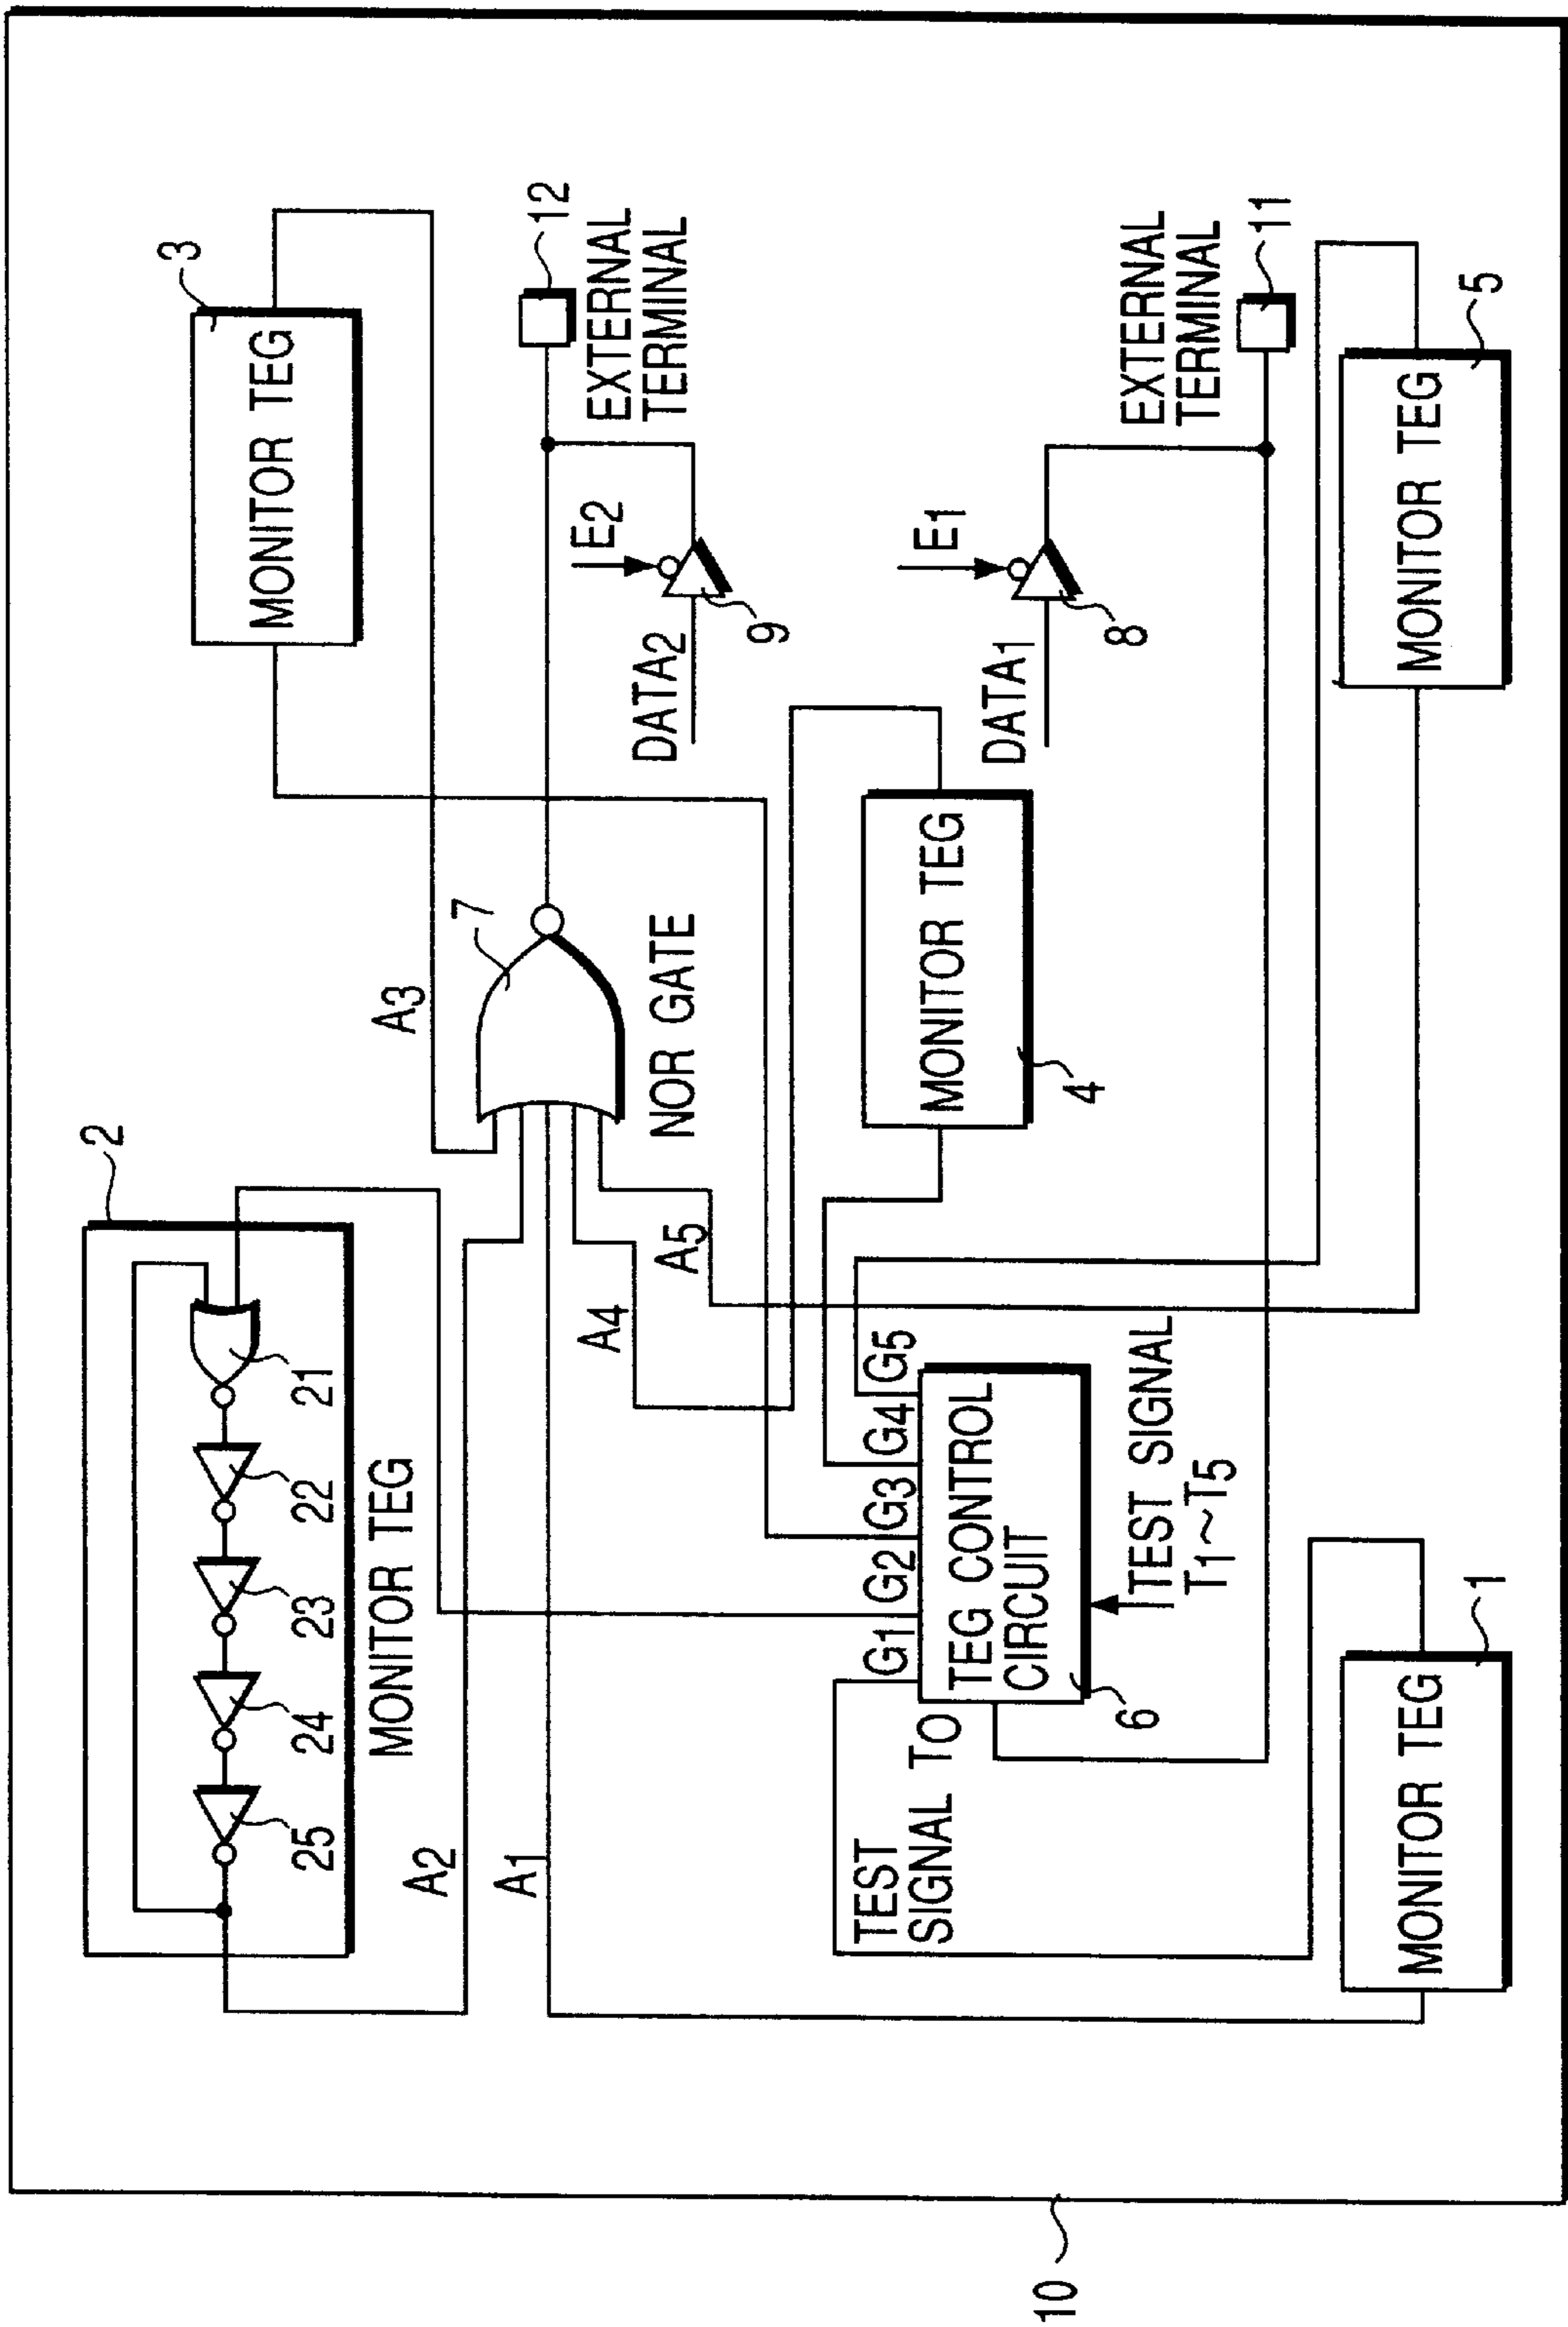 2
21
22
23
24
25
MONITOR TEG
3
MONITOR TEG
A3
A2
A1
A4
A5
7
NOR GATE
12
EXTERNAL
TERMINAL
E2
DATA2
9
MONITOR TEG
4
E1
DATA1
8
EXTERNAL
TERMINAL
11
TEST
SIGNAL TO
G1 G2 G3 G4 G5
TEG CONTROL
CIRCUIT
6
TEST SIGNAL
T1~T5
MONITOR TEG
1
MONITOR TEG
5
10